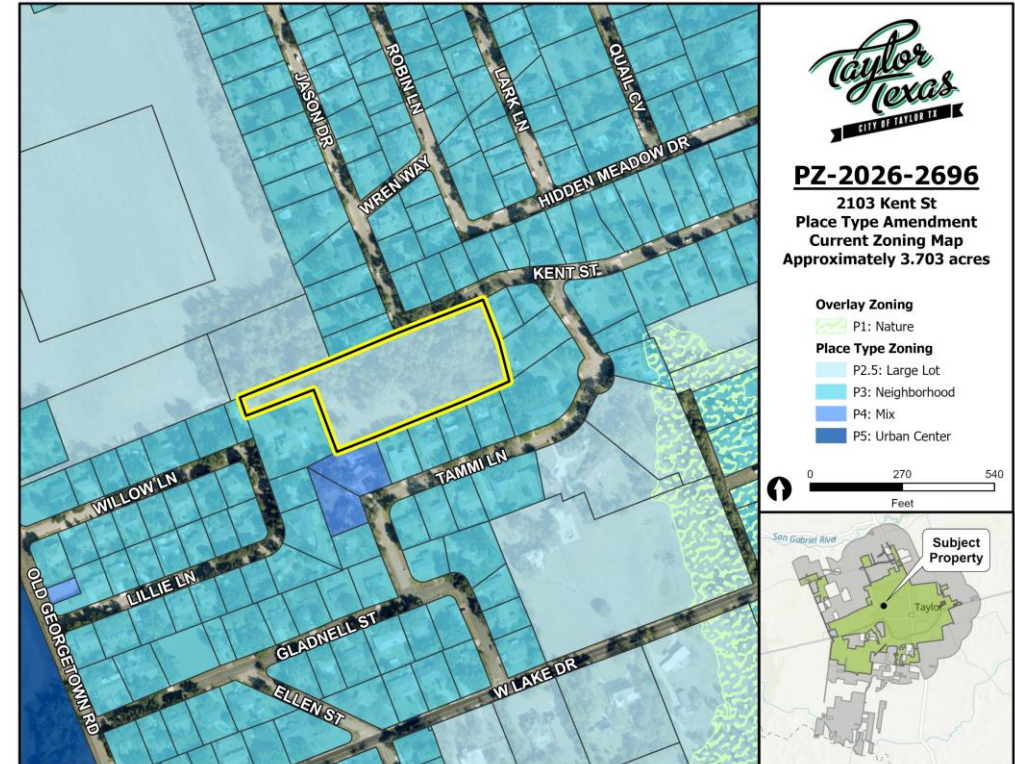 JASON DR
ROBIN LN
LARK LN
QUAIL CV
WREN WAY
HIDDEN MEADOW DR
KENT ST
WILLOW LN
TAMMI LN
LILLIE LN
OLD GEORGETOWN RD
GLADNELL ST
ELLEN ST
W LAKE DR
Taylor
Texas
CITY OF TAYLOR TX
PZ-2026-2696
2103 Kent St
Place Type Amendment
Current Zoning Map
Approximately 3.703 acres
Overlay Zoning
P1: Nature
Place Type Zoning
P2.5: Large Lot
P3: Neighborhood
P4: Mix
P5: Urban Center
0 270 540
Feet
San Gabriel River
Subject
Property
Taylor